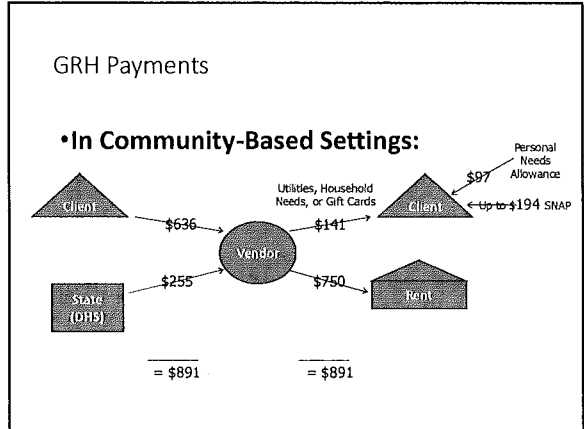 GRH Payments
•In Community-Based Settings:
Personal
Needs
Allowance
Utilities, Household
Needs, or Gift Cards
$97
Client
Client
Up to $194 SNAP
$636
$141
Vendor
$255
$750
State
(DHS)
Rent
= $891
= $891